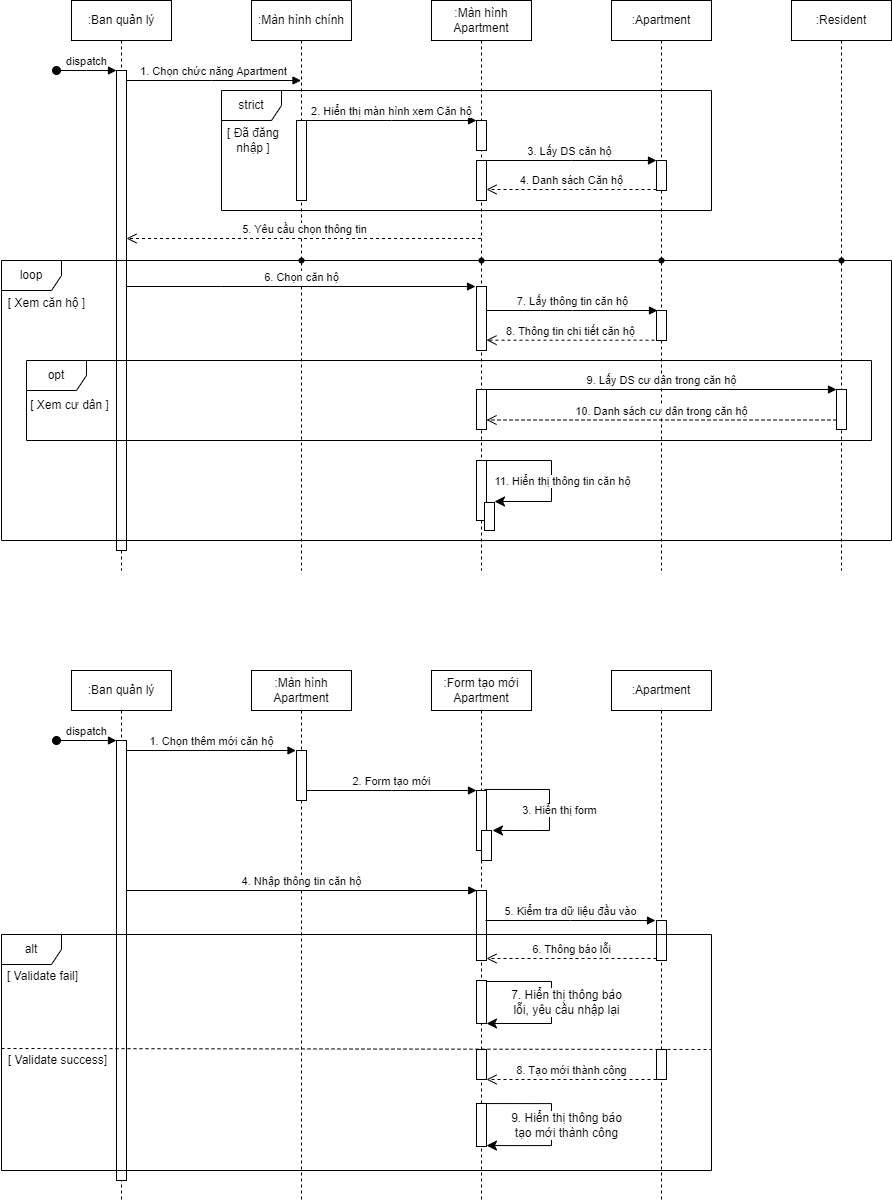 :Ban quản lý
:Màn hình chính
:Màn hình
Apartment
:Apartment
:Resident
dispatch
1. Chọn chức năng Apartment
strict
2. Hiển thị màn hình xem Căn hộ
[ Đã đăng
nhập ]
3. Lấy DS căn hộ
4. Danh sách Căn hộ
5. Yêu cầu chọn thông tin
loop
6. Chọn căn hộ
[ Xem căn hộ ]
7. Lấy thông tin căn hộ
8. Thông tin chi tiết căn hộ
opt
9. Lấy DS cư dân trong căn hộ
[ Xem cư dân ]
10. Danh sách cư dân trong căn hộ
11. Hiển thị thông tin căn hộ
:Ban quản lý
:Màn hình
Apartment
:Form tạo mới
Apartment
:Apartment
dispatch
1. Chọn thêm mới căn hộ
2. Form tạo mới
3. Hiển thị form
4. Nhập thông tin căn hộ
5. Kiểm tra dữ liệu đầu vào
alt
6. Thông báo lỗi
[ Validate fail]
7. Hiển thị thông báo
lỗi, yêu cầu nhập lại
[ Validate success]
8. Tạo mới thành công
9. Hiển thị thông báo
tạo mới thành công